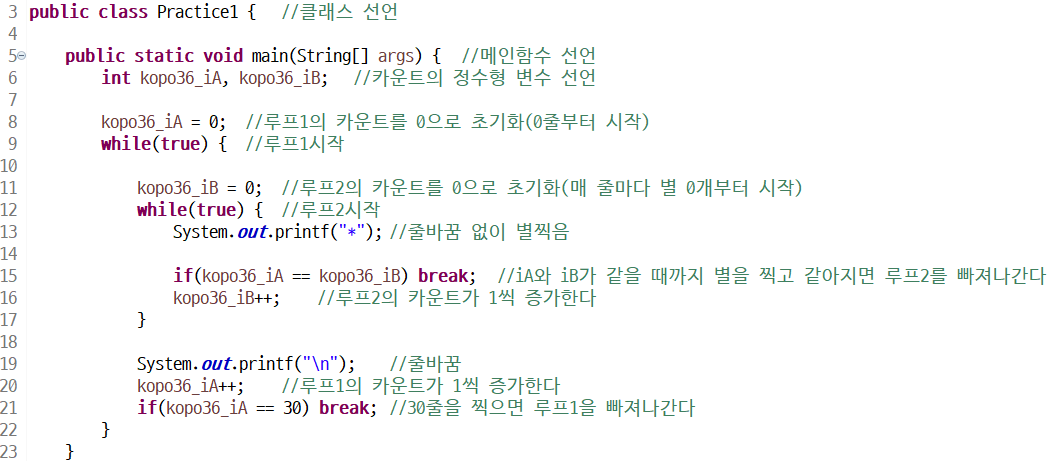 3 public class Practice1 {   //클래스 선언
4
5     public static void main(String[] args) {  //메인함수 선언
6         int kopo36_iA, kopo36_iB;   //카운트의 정수형 변수 선언
7
8         kopo36_iA = 0;  //루프1의 카운트를 0으로 초기화(0줄부터 시작)
9         while(true) {  //루프1시작
10
11             kopo36_iB = 0;  //루프2의 카운트를 0으로 초기화(매 줄마다 별 0개부터 시작)
12             while(true) {  //루프2시작
13                 System.out.printf("*"); //줄바꿈 없이 별찍음
14
15                 if(kopo36_iA == kopo36_iB) break;  //iA와 iB가 같을 때까지 별을 찍고 같아지면 루프2를 빠져나간다
16                 kopo36_iB++;    //루프2의 카운트가 1씩 증가한다
17             }
18
19             System.out.printf("\n");    //줄바꿈
20             kopo36_iA++;    //루프1의 카운트가 1씩 증가한다
21             if(kopo36_iA == 30) break; //30줄을 찍으면 루프1을 빠져나간다
22         }
23     }